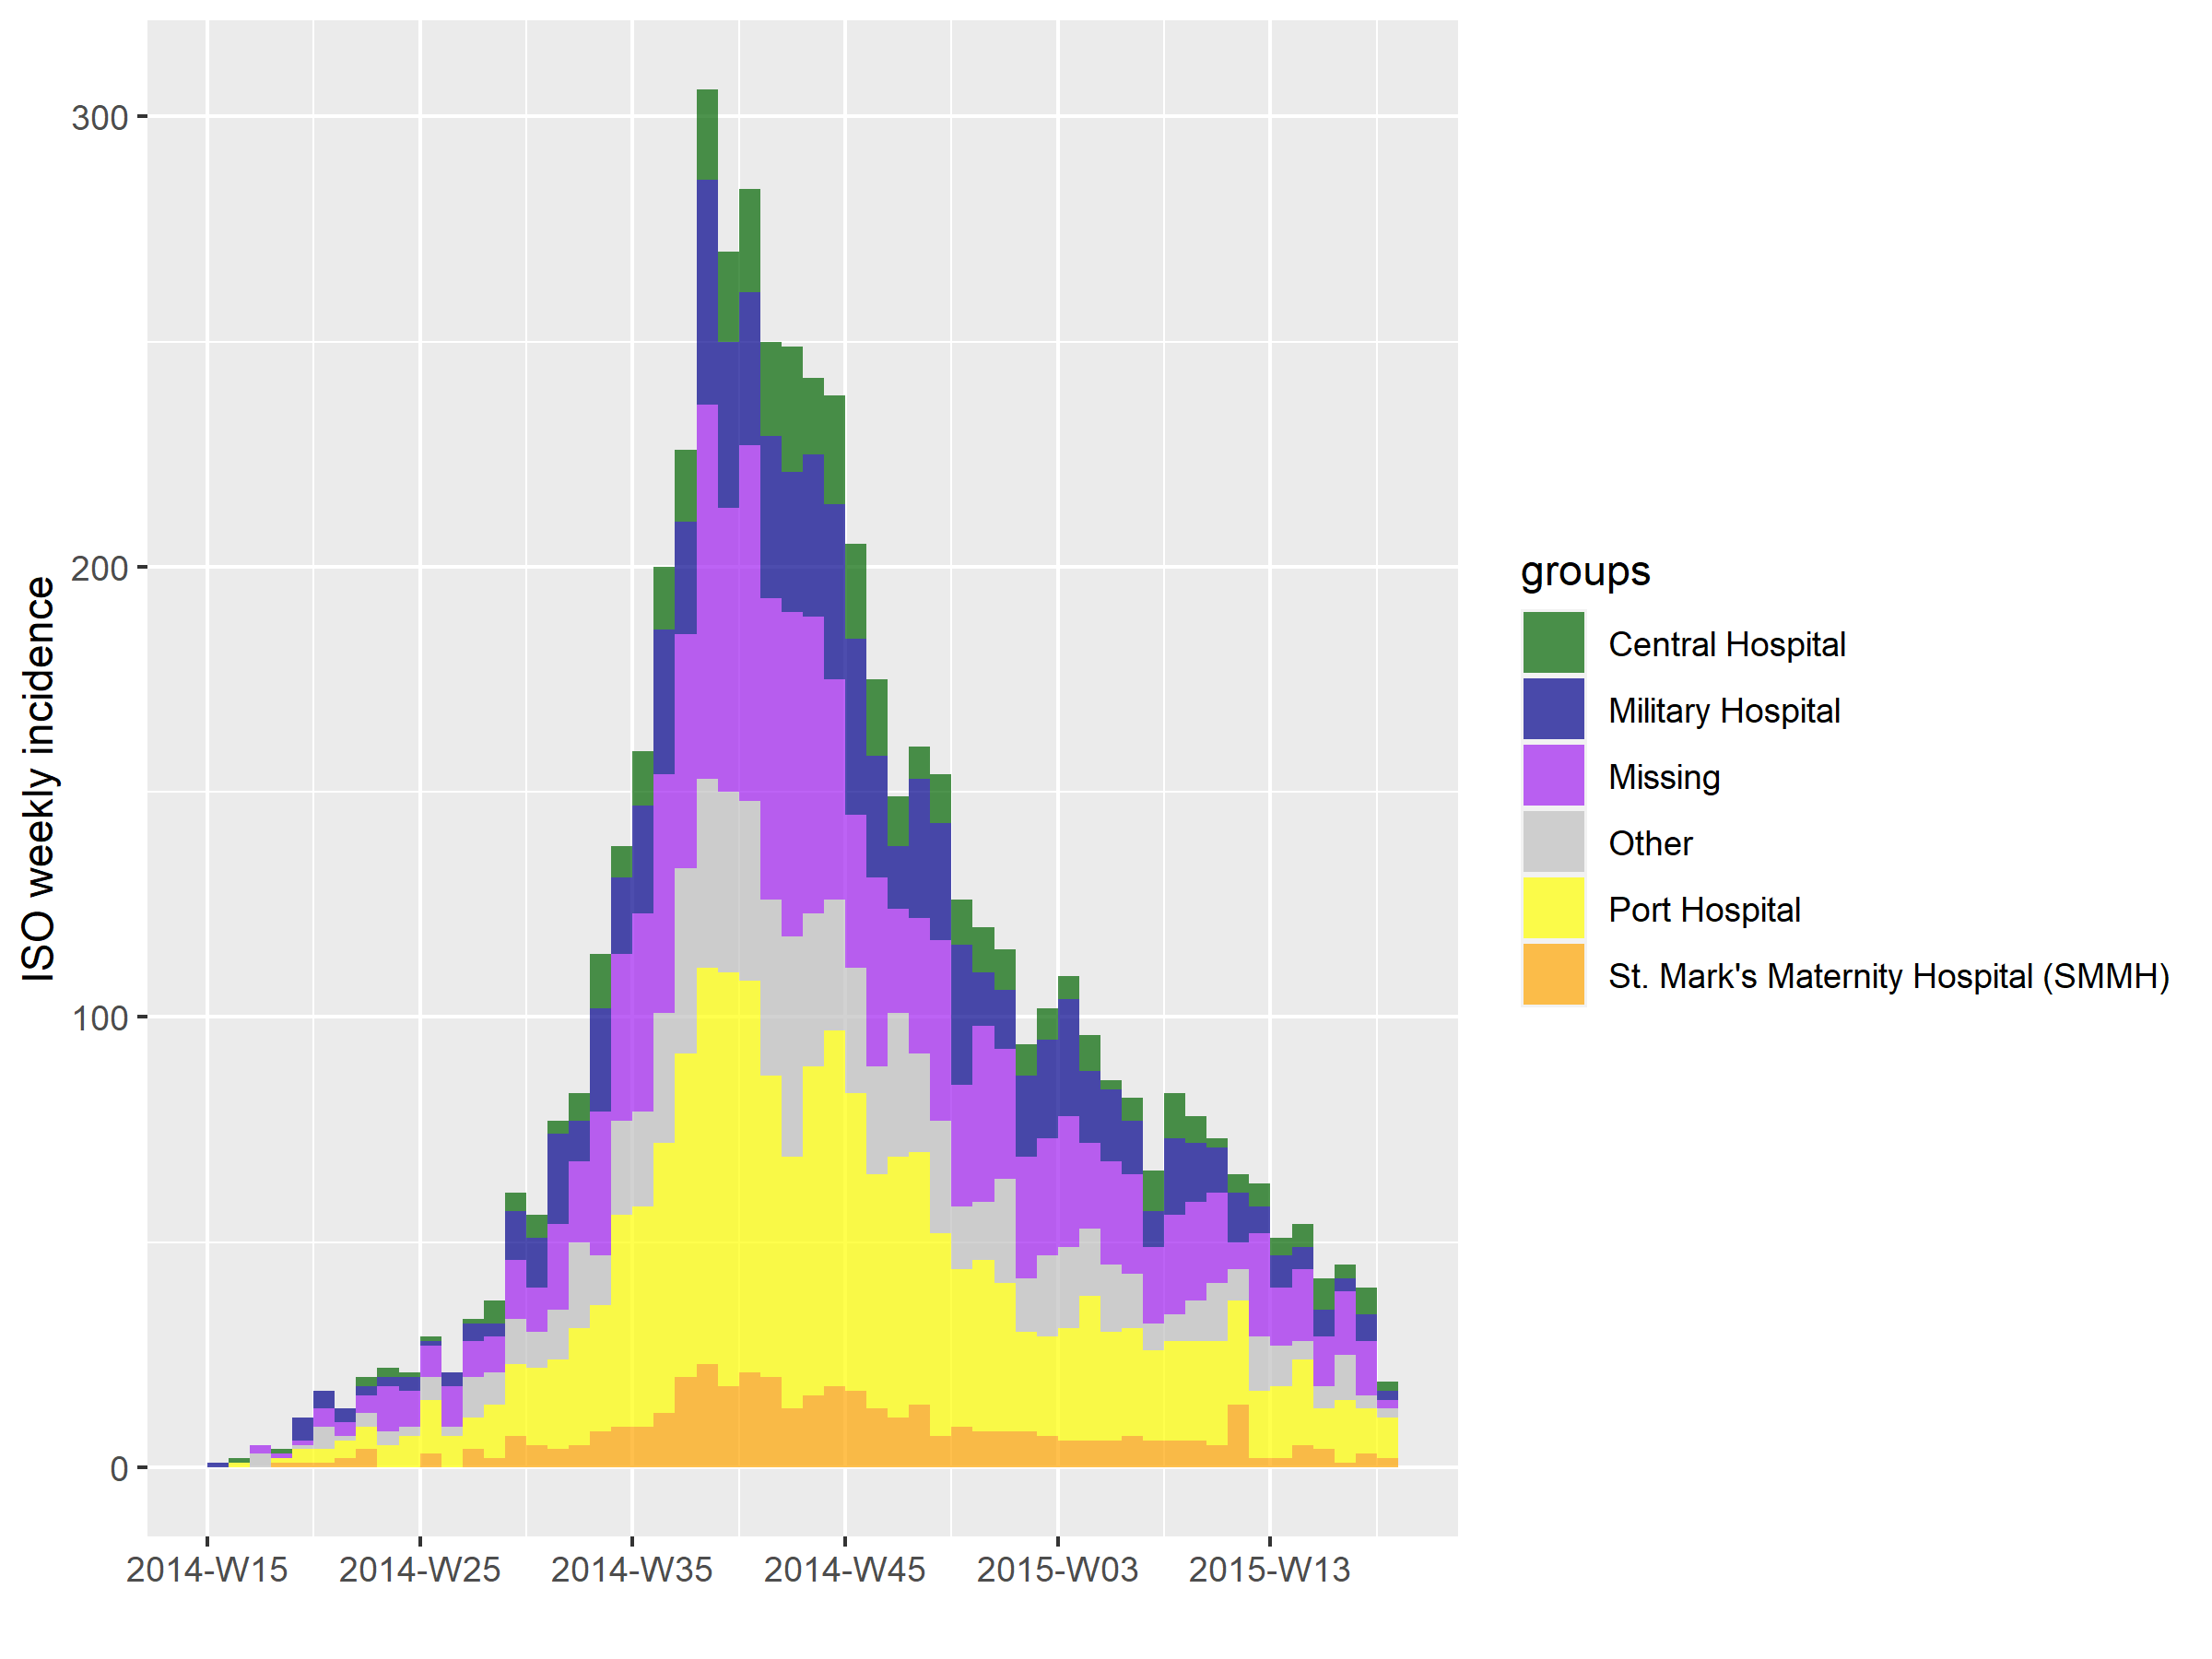 ISO weekly incidence
300
200
100
0
2014-W15 2014-W25 2014-W35 2014-W45 2015-W03 2015-W13
groups
Central Hospital
Military Hospital
Missing
Other
Port Hospital
St. Mark's Maternity Hospital (SMMH)